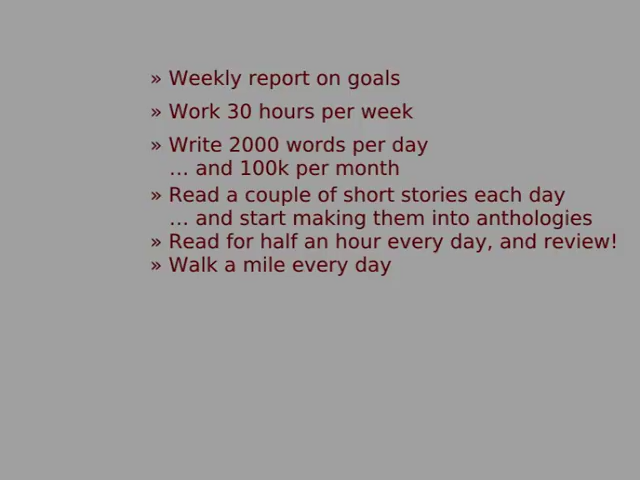 » Weekly report on goals
» Work 30 hours per week
» Write 2000 words per day
... and 100k per month
» Read a couple of short stories each day
... and start making them into anthologies
» Read for half an hour every day, and review!
» Walk a mile every day